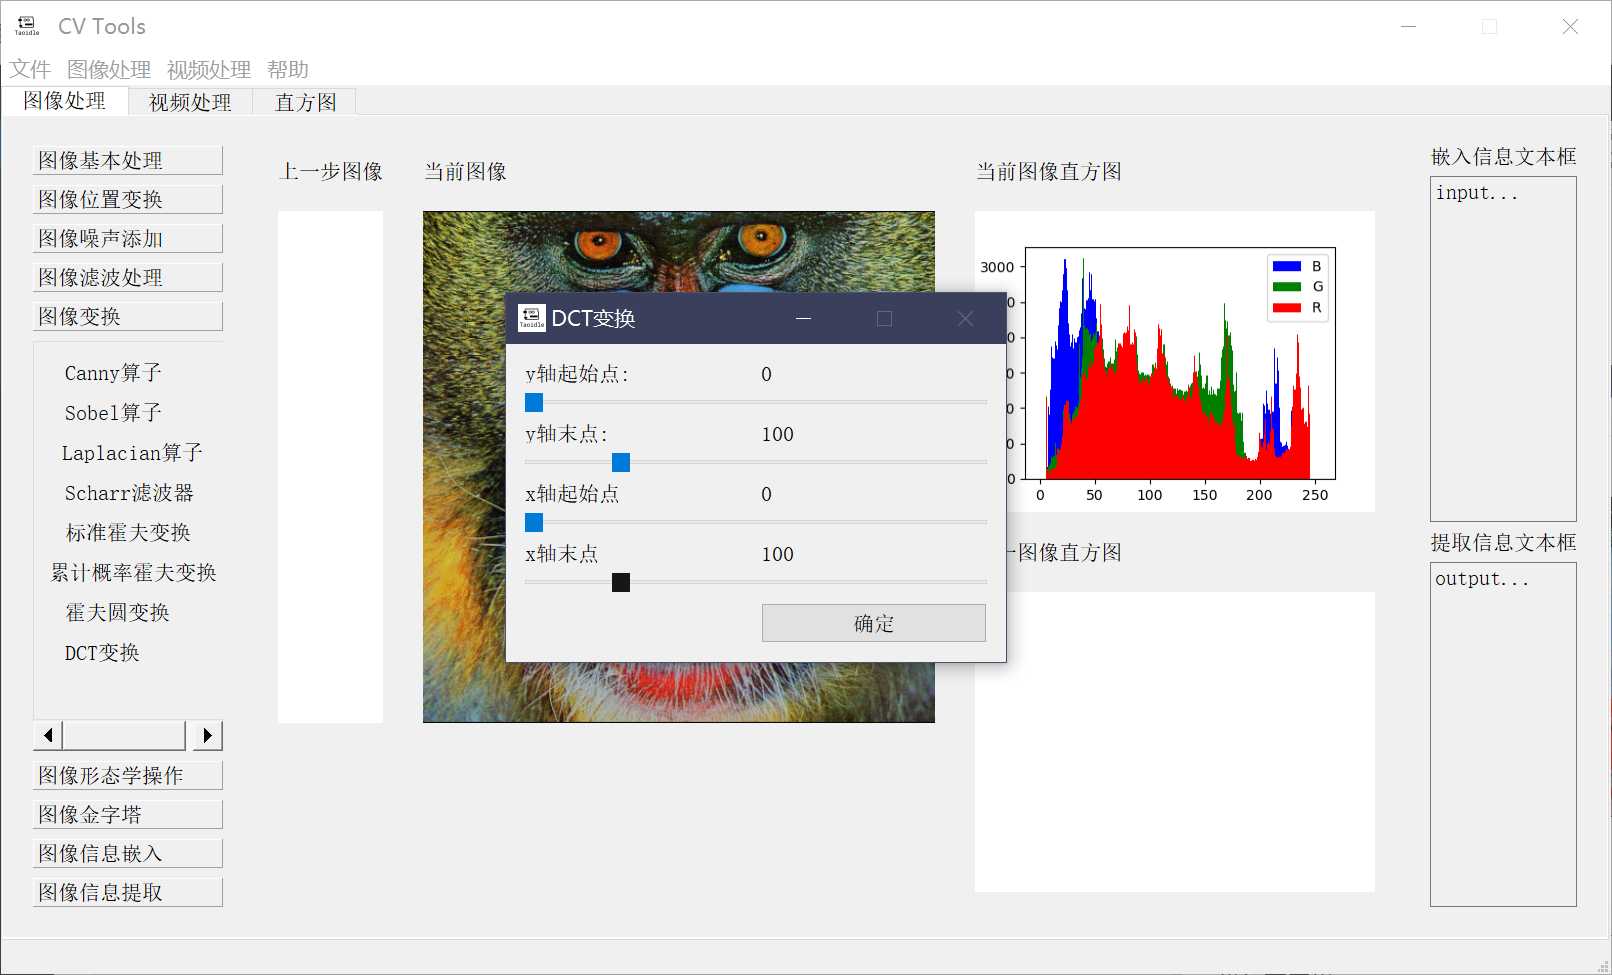 CV Tools
文件 图像处理 视频处理 帮助
图像处理 视频处理 直方图
图像基本处理
图像位置变换
图像噪声添加
图像滤波处理
图像变换
Canny算子
Sobel算子
Laplacian算子
Scharr滤波器
标准霍夫变换
累计概率霍夫变换
霍夫圆变换
DCT变换
图像形态学操作
图像金字塔
图像信息嵌入
图像信息提取
上一步图像
当前图像
Taoidle
DCT变换
y轴起始点: 0
y轴末点: 100
x轴起始点 0
x轴末点 100
确定
当前图像直方图
3000
B
G
R
0 50 100 150 200 250
图像直方图
嵌入信息文本框
input...
提取信息文本框
output...